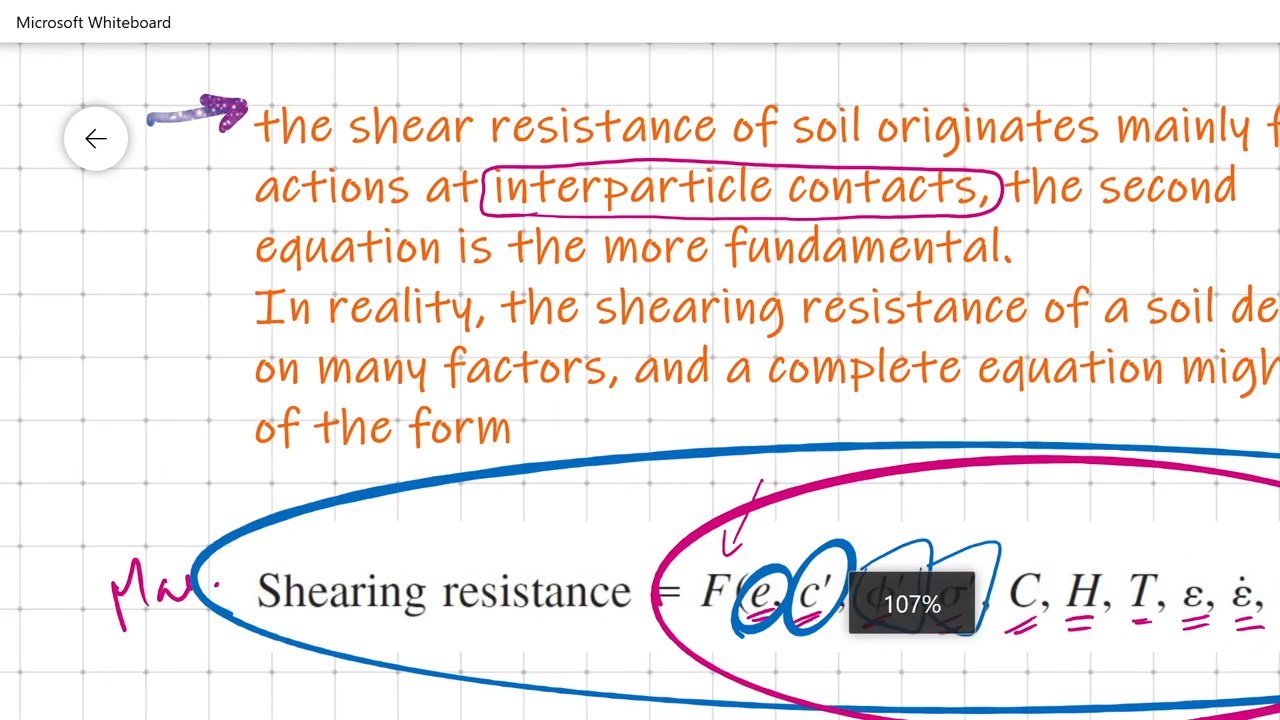 Microsoft Whiteboard
the shear resistance of soil originates mainly f
actions at interparticle contacts, the second
equation is the more fundamental.
In reality, the shearing resistance of a soil de
on many factors, and a complete equation migh
of the form
Shearing resistance = F(e, c′, ϕ′, σ′, C, H, T, ε, ε̇,
107%